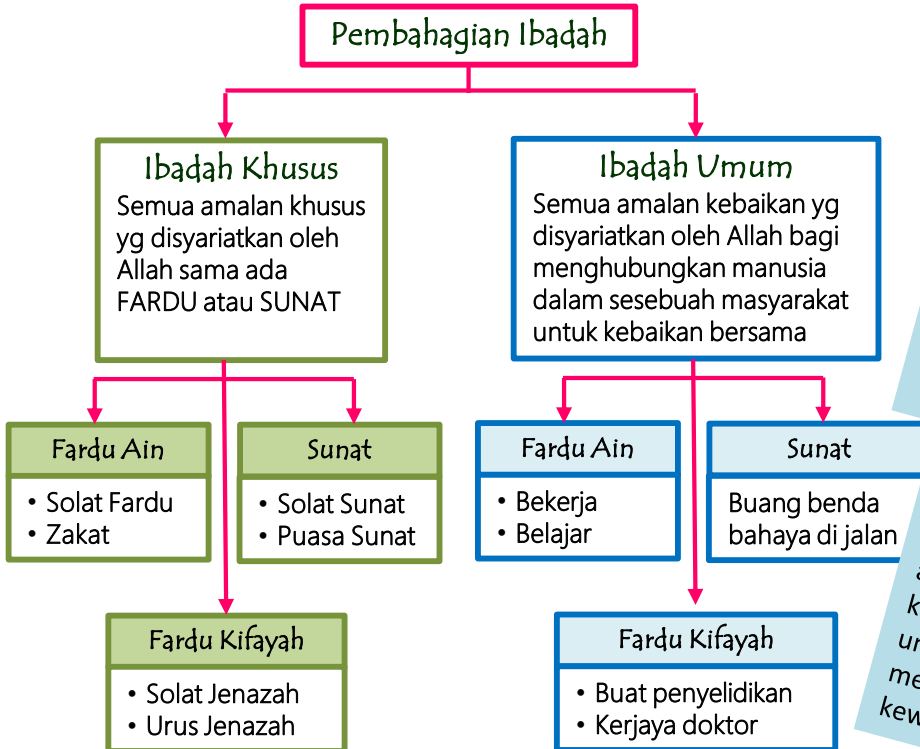 Pembahagian Ibadah
Ibadah Khusus
Semua amalan khusus
yg disyariatkan oleh
Allah sama ada
FARDU atau SUNAT
Ibadah Umum
Semua amalan kebaikan yg
disyariatkan oleh Allah bagi
menghubungkan manusia
dalam sesebuah masyarakat
untuk kebaikan bersama
Fardu Ain
• Solat Fardu
• Zakat
Sunat
• Solat Sunat
• Puasa Sunat
Fardu Kifayah
• Solat Jenazah
• Urus Jenazah
Fardu Ain
• Bekerja
• Belajar
Sunat
Buang benda
bahaya di jalan
Fardu Kifayah
• Buat penyelidikan
• Kerjaya doktor